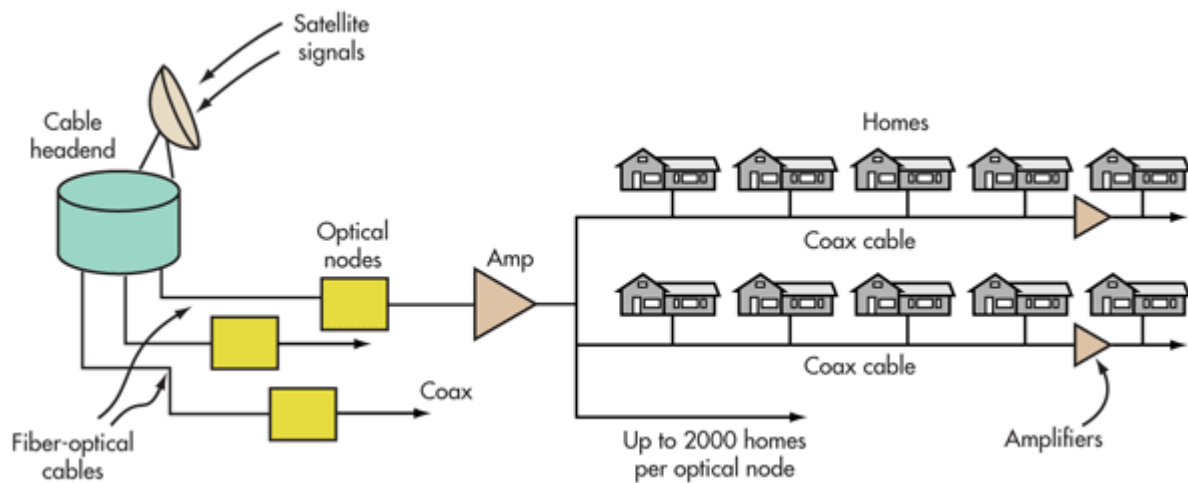 Satellite
signals
Cable
headend
Homes
Optical
nodes
Amp
Coax cable
Coax cable
Coax
Fiber-optical
cables
Up to 2000 homes
per optical node
Amplifiers